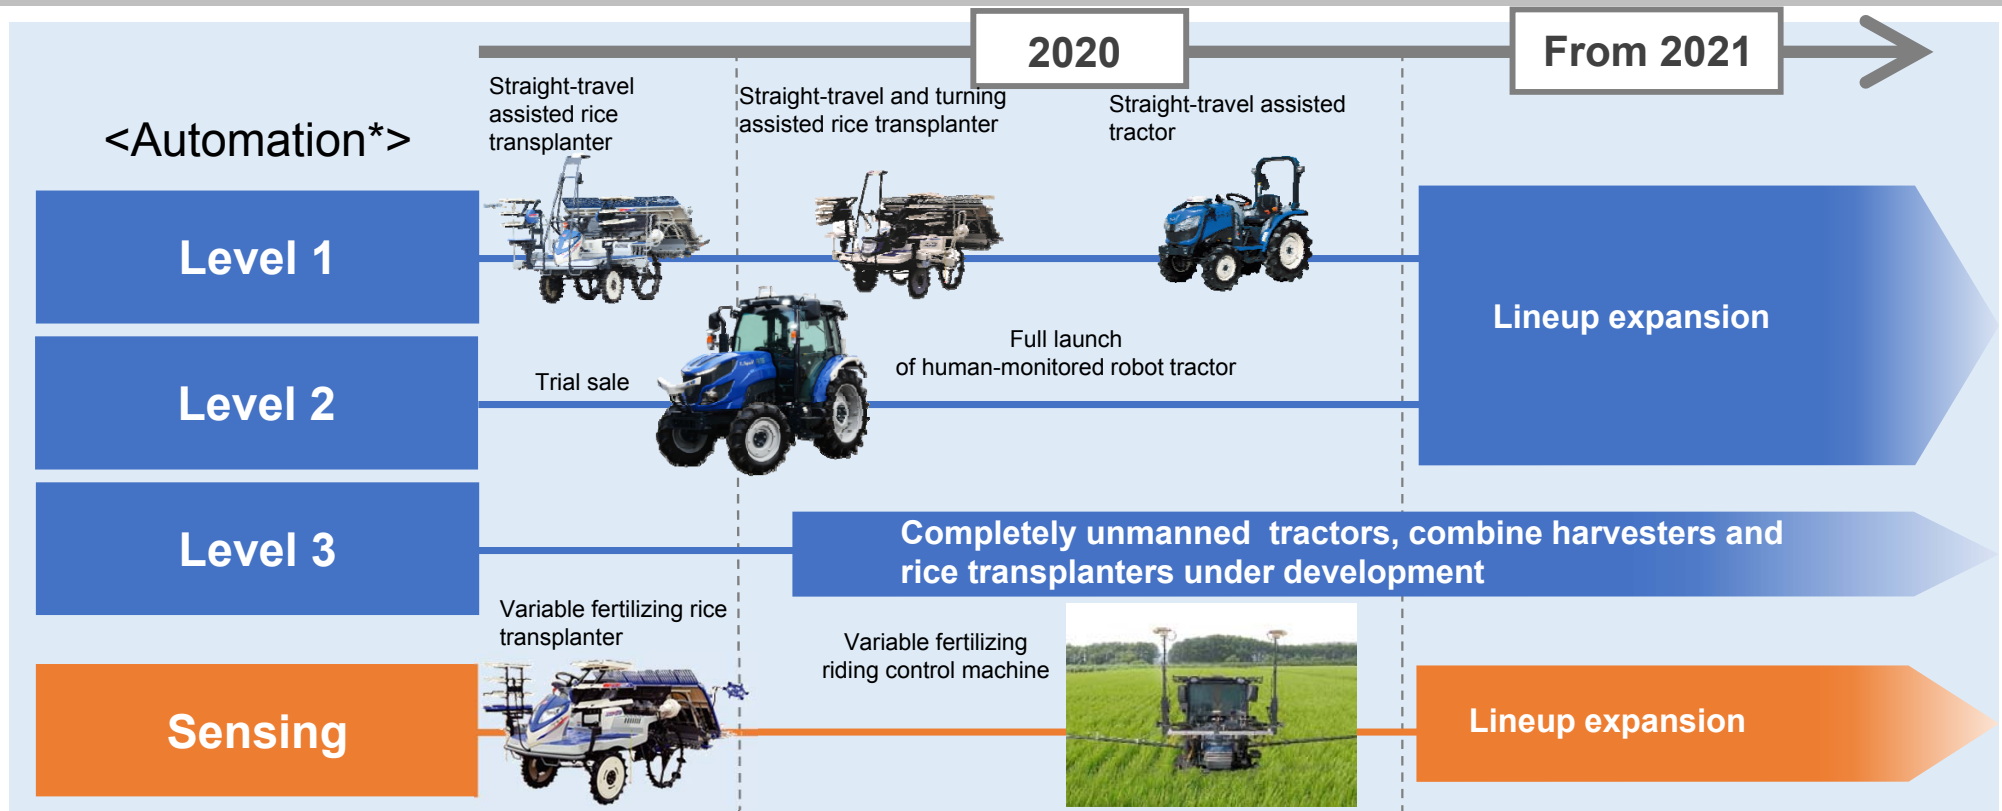 2020
From 2021
<Automation*>
Straight-travel
assisted rice
transplanter
Straight-travel and turning
assisted rice transplanter
Straight-travel assisted
tractor
Level 1
Lineup expansion
Level 2
Trial sale
Full launch
of human-monitored robot tractor
Level 3
Completely unmanned  tractors, combine harvesters and
rice transplanters under development
Sensing
Variable fertilizing rice
transplanter
Variable fertilizing
riding control machine
Lineup expansion